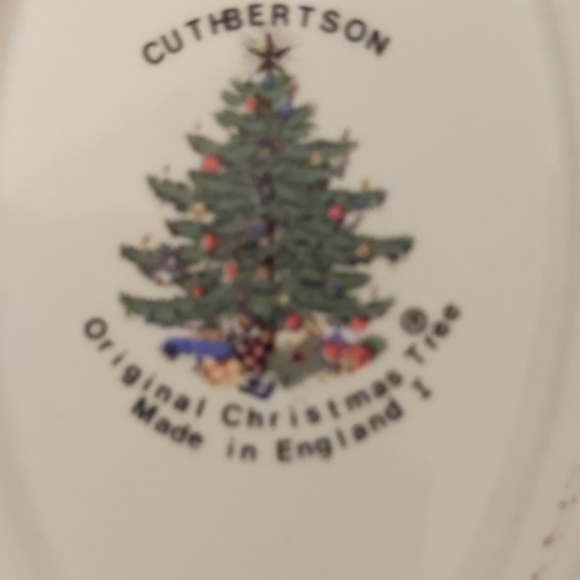 CUTHBERTSON
Original Christmas Tree ®
Made in England I